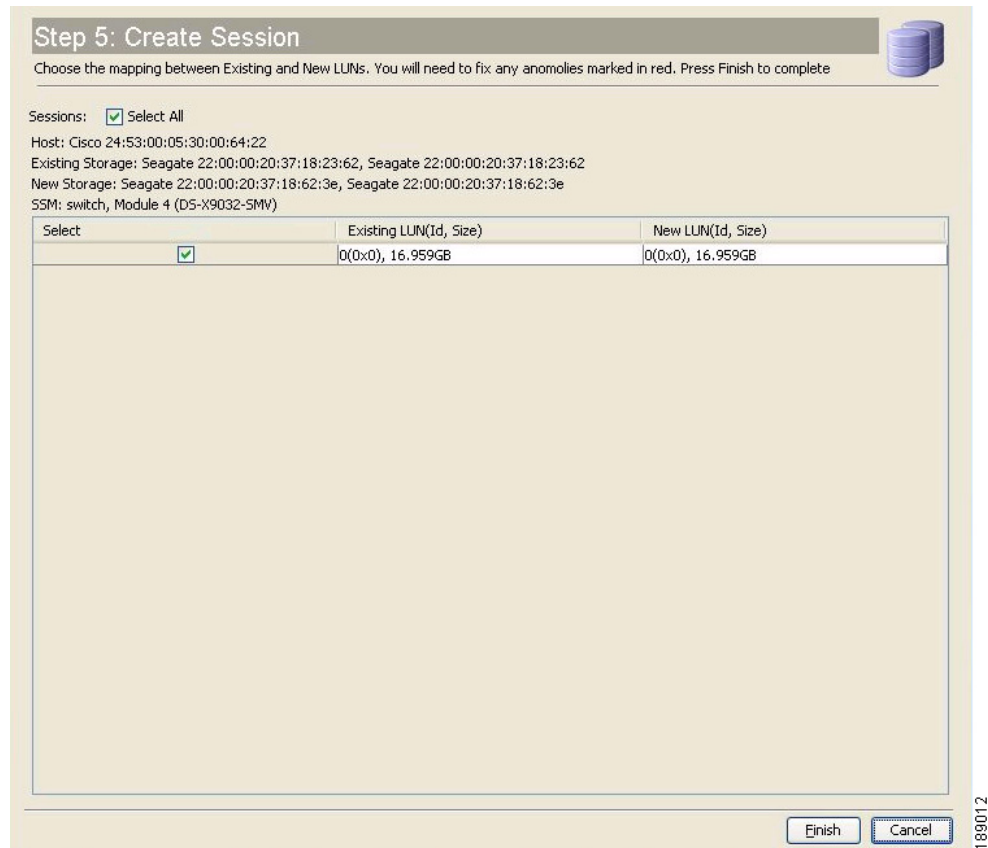 Step 5: Create Session
Choose the mapping between Existing and New LUNs. You will need to fix any anomolies marked in red. Press Finish to complete
Sessions: Select All
Host: Cisco 24:53:00:05:30:00:64:22
Existing Storage: Seagate 22:00:00:20:37:18:23:62, Seagate 22:00:00:20:37:18:23:62
New Storage: Seagate 22:00:00:20:37:18:62:3e, Seagate 22:00:00:20:37:18:62:3e
SSM: switch, Module 4 (DS-X9032-SMV)
Select Existing LUN(Id, Size) New LUN(Id, Size)
0(0x0), 16.959GB 0(0x0), 16.959GB
Finish Cancel
189012